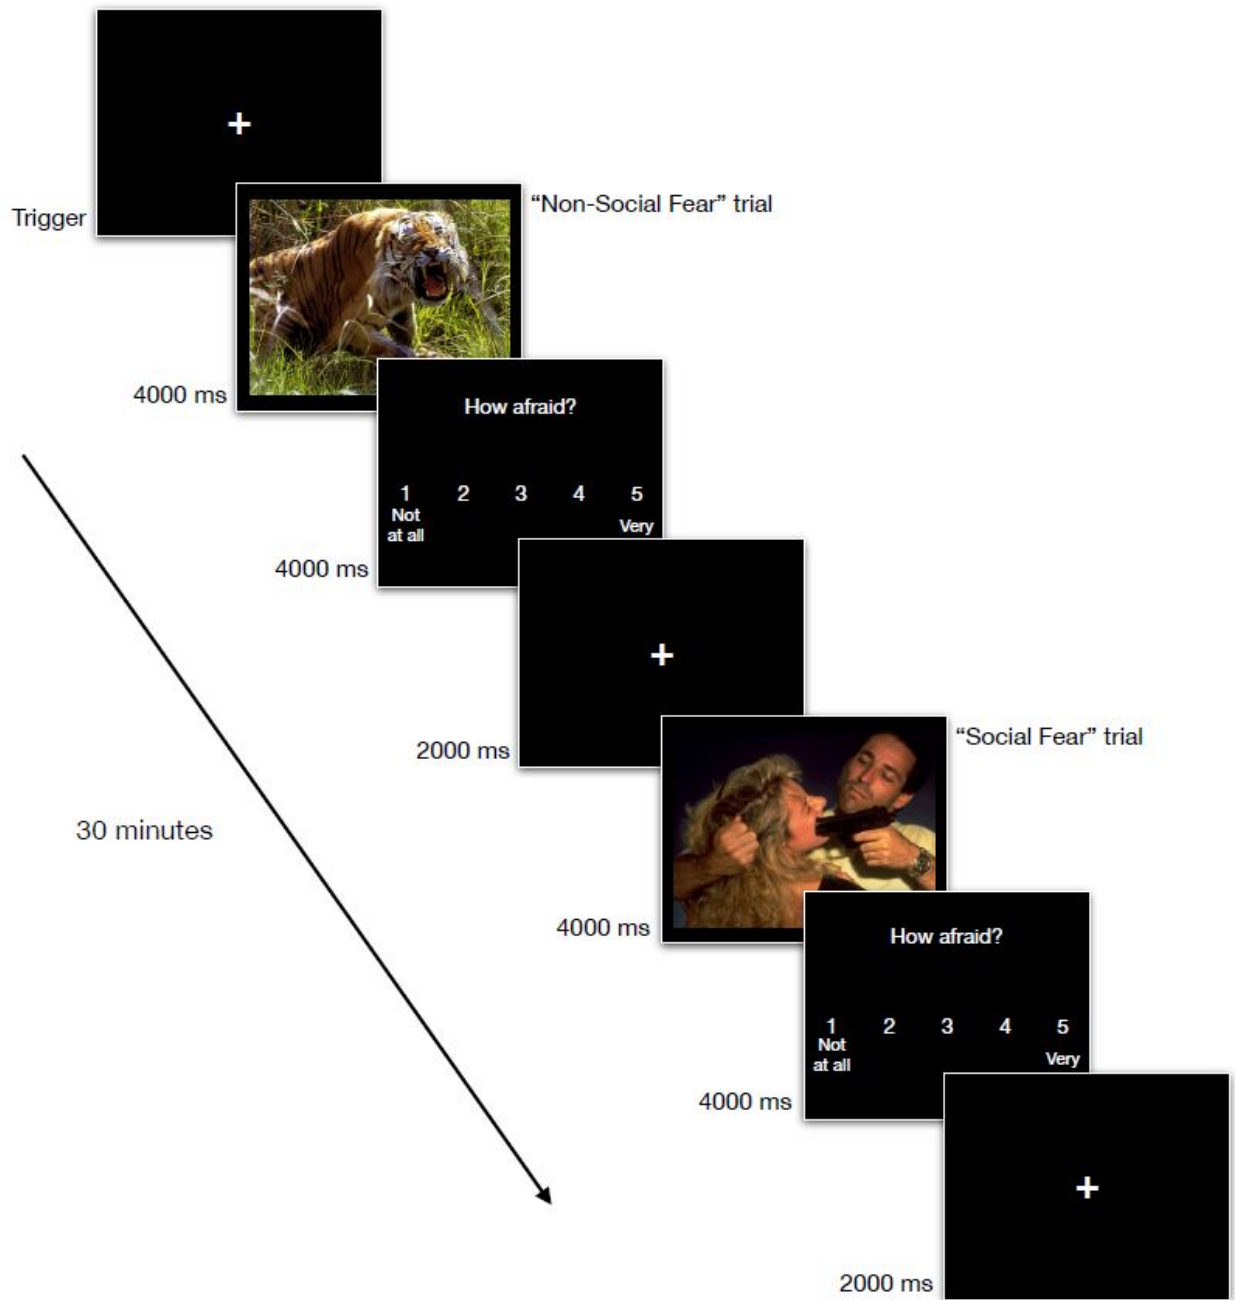 +
Trigger
“Non-Social Fear” trial
4000 ms
How afraid?
1 2 3 4 5
Not
at all
Very
4000 ms
+
2000 ms
“Social Fear” trial
30 minutes
4000 ms
How afraid?
1 2 3 4 5
Not
at all
Very
4000 ms
+
2000 ms